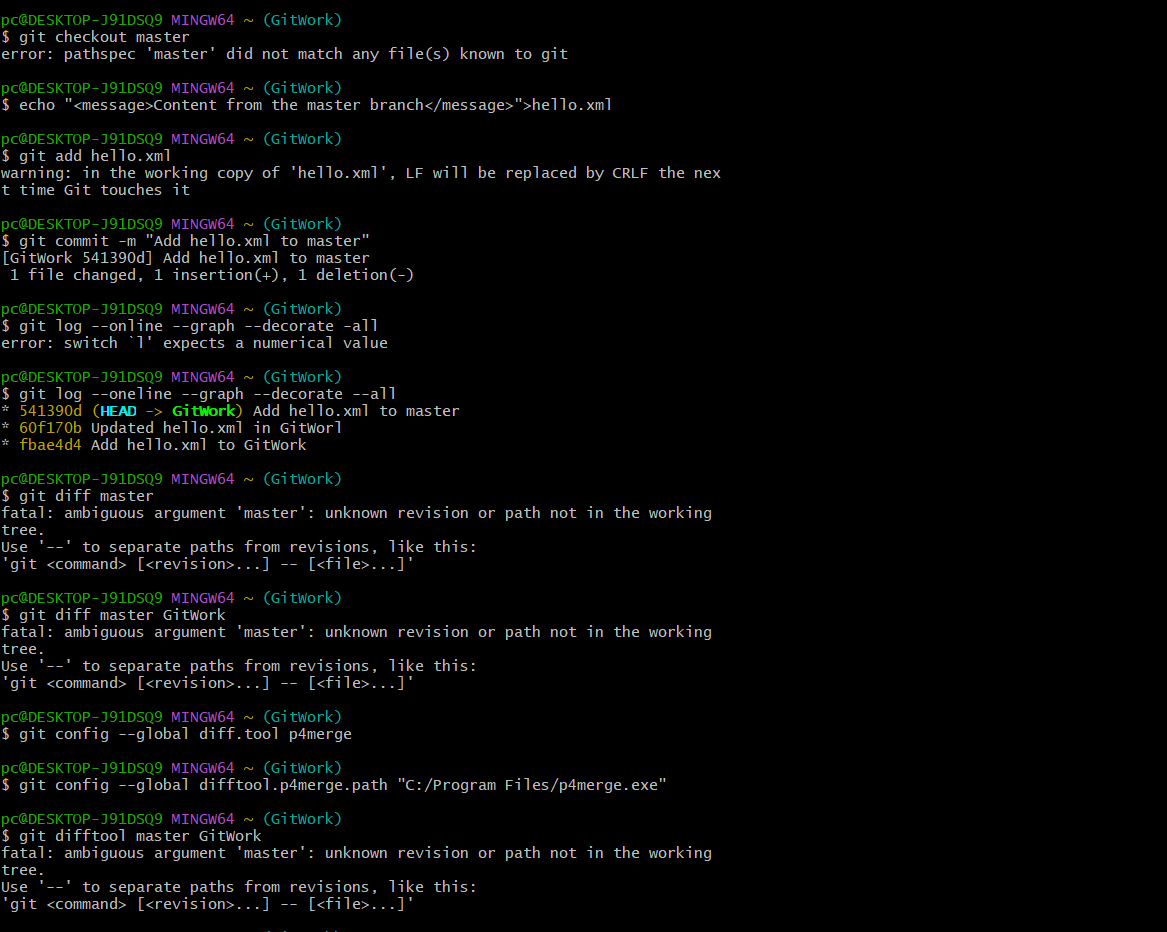 pc@DESKTOP-J91DSQ9 MINGW64 ~ (GitWork)
$ git checkout master
error: pathspec 'master' did not match any file(s) known to git
pc@DESKTOP-J91DSQ9 MINGW64 ~ (GitWork)
$ echo "<message>Content from the master branch</message>">hello.xml
pc@DESKTOP-J91DSQ9 MINGW64 ~ (GitWork)
$ git add hello.xml
warning: in the working copy of 'hello.xml', LF will be replaced by CRLF the nex
t time Git touches it
pc@DESKTOP-J91DSQ9 MINGW64 ~ (GitWork)
$ git commit -m "Add hello.xml to master"
[GitWork 541390d] Add hello.xml to master
 1 file changed, 1 insertion(+), 1 deletion(-)
pc@DESKTOP-J91DSQ9 MINGW64 ~ (GitWork)
$ git log --online --graph --decorate -all
error: switch `l' expects a numerical value
pc@DESKTOP-J91DSQ9 MINGW64 ~ (GitWork)
$ git log --oneline --graph --decorate --all
* 541390d (HEAD -> GitWork) Add hello.xml to master
* 60f170b Updated hello.xml in GitWorl
* fbae4d4 Add hello.xml to GitWork
pc@DESKTOP-J91DSQ9 MINGW64 ~ (GitWork)
$ git diff master
fatal: ambiguous argument 'master': unknown revision or path not in the working
tree.
Use '--' to separate paths from revisions, like this:
'git <command> [<revision>...] -- [<file>...]'
pc@DESKTOP-J91DSQ9 MINGW64 ~ (GitWork)
$ git diff master GitWork
fatal: ambiguous argument 'master': unknown revision or path not in the working
tree.
Use '--' to separate paths from revisions, like this:
'git <command> [<revision>...] -- [<file>...]'
pc@DESKTOP-J91DSQ9 MINGW64 ~ (GitWork)
$ git config --global diff.tool p4merge
pc@DESKTOP-J91DSQ9 MINGW64 ~ (GitWork)
$ git config --global difftool.p4merge.path "C:/Program Files/p4merge.exe"
pc@DESKTOP-J91DSQ9 MINGW64 ~ (GitWork)
$ git difftool master GitWork
fatal: ambiguous argument 'master': unknown revision or path not in the working
tree.
Use '--' to separate paths from revisions, like this:
'git <command> [<revision>...] -- [<file>...]'